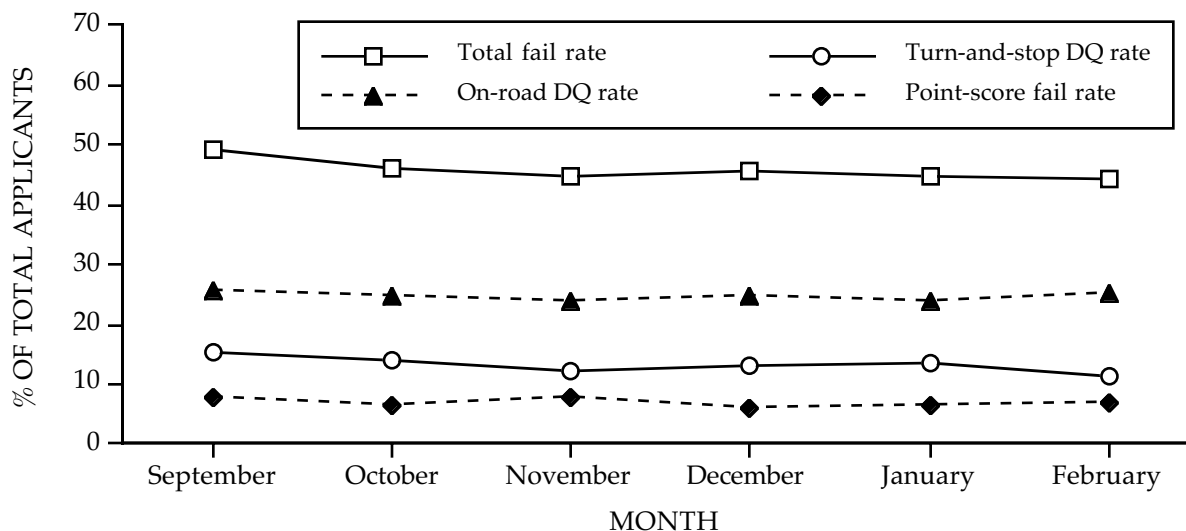 70
60
50
40
30
20
10
0
% OF TOTAL APPLICANTS
Total fail rate
Turn-and-stop DQ rate
On-road DQ rate
Point-score fail rate
September October November December January February
MONTH